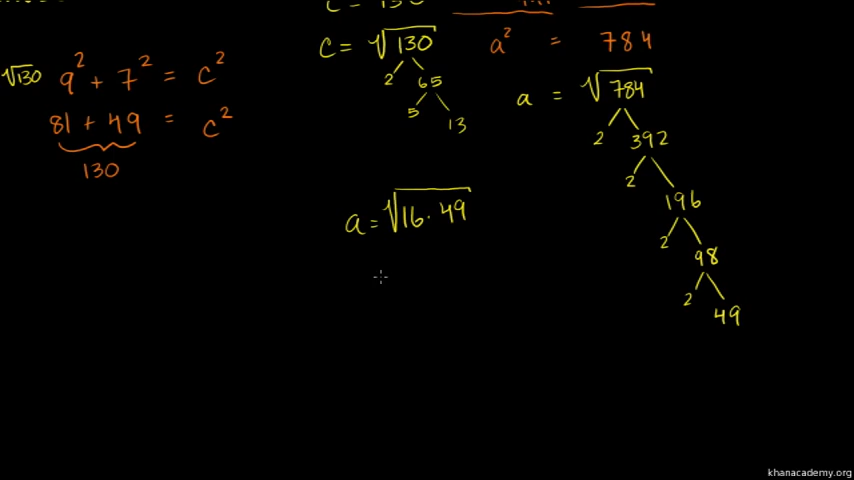 C = √130
a² = 784
√130 9² + 7² = c²
81 + 49 = c²
130
2 65
5 13
a = √784
2 392
2 196
2 98
2 49
a = √16 · 49
khanacademy.org